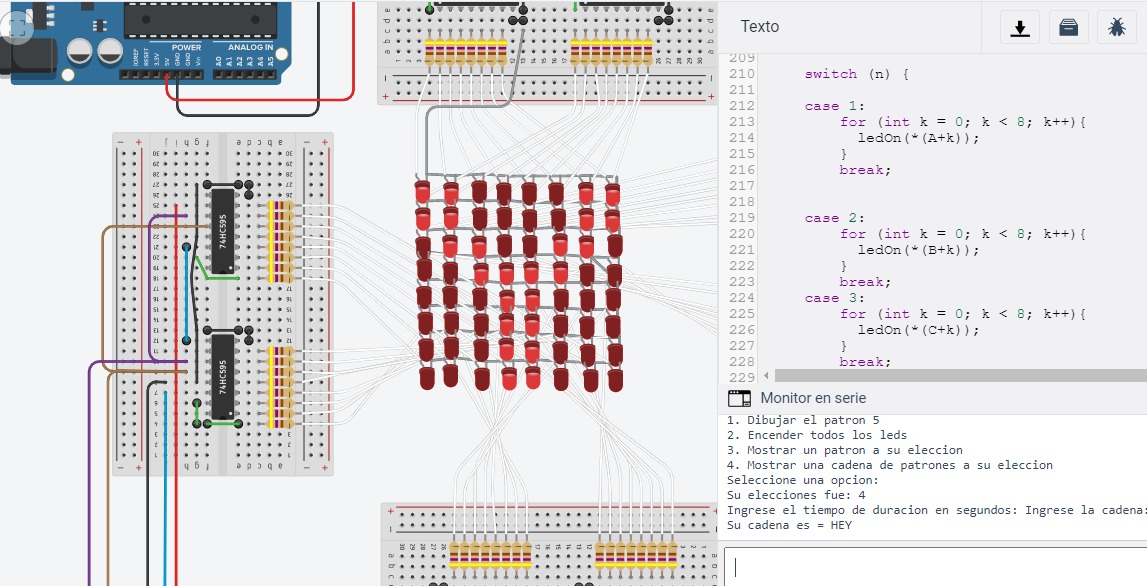 Texto
POWER
ANALOG IN
IOREF
RESET
3.3V
5V
GND
GND
Vin
A0
A1
A2
A3
A4
A5
74HC595
74HC595
209
210 switch (n) {
211
212 case 1:
213 for (int k = 0; k < 8; k++){
214 ledOn(*(A+k));
215 }
216 break;
217
218
219 case 2:
220 for (int k = 0; k < 8; k++){
221 ledOn(*(B+k));
222 }
223 break;
224 case 3:
225 for (int k = 0; k < 8; k++){
226 ledOn(*(C+k));
227 }
228 break;
229
Monitor en serie
1. Dibujar el patron 5
2. Encender todos los leds
3. Mostrar un patron a su eleccion
4. Mostrar una cadena de patrones a su eleccion
Seleccione una opcion:
Su elecciones fue: 4
Ingrese el tiempo de duracion en segundos: Ingrese la cadena:
Su cadena es = HEY